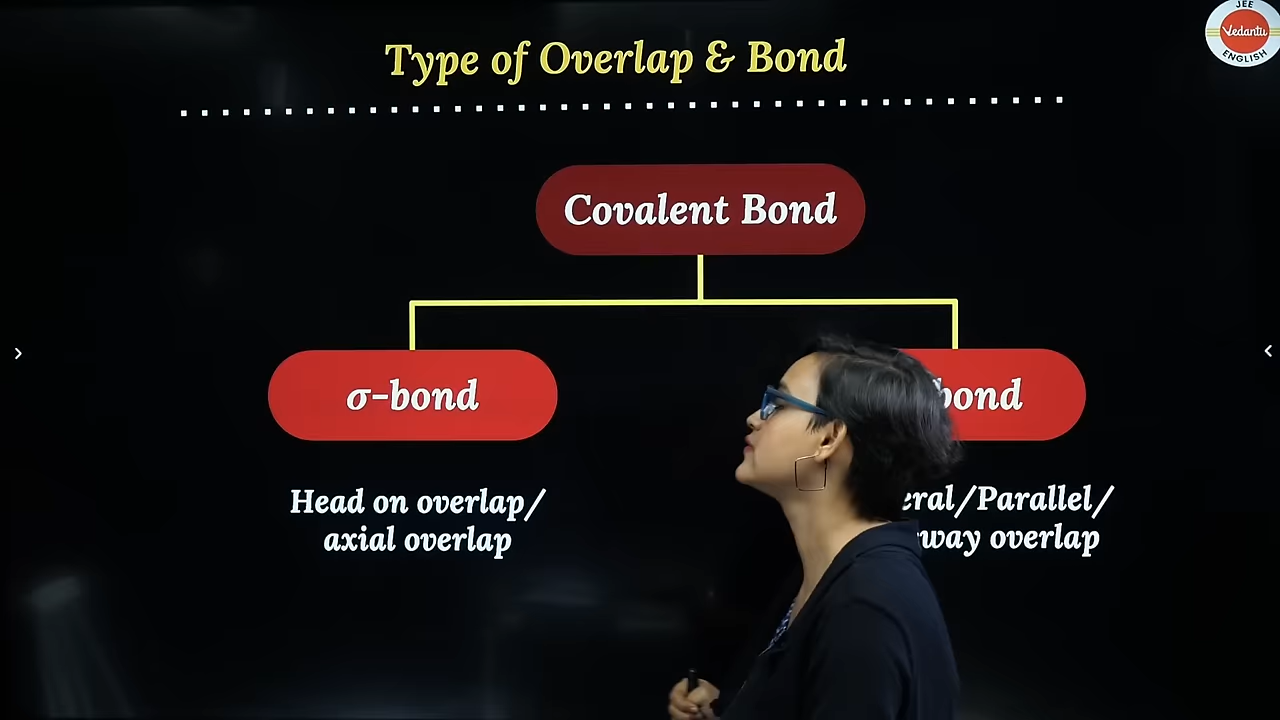 JEE
Vedantu
ENGLISH
Type of Overlap & Bond
Covalent Bond
σ-bond
bond
Head on overlap/
axial overlap
eral/Parallel/
way overlap